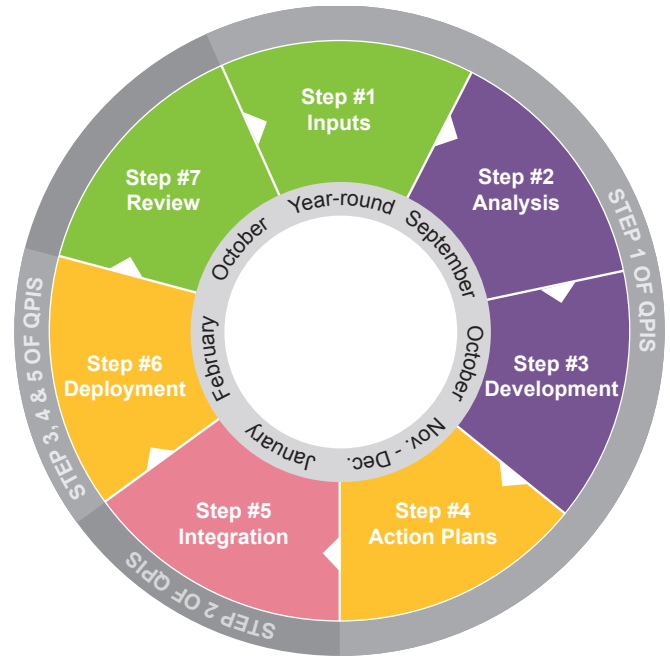 Step #1
Inputs
Step #2
Analysis
Step #3
Development
Step #4
Action Plans
Step #5
Integration
Step #6
Deployment
Step #7
Review
Year-round
September
October
Nov. - Dec.
January
February
October
STEP 1 OF QPIS
STEP 2 OF QPIS
STEP 3, 4 & 5 OF QPIS